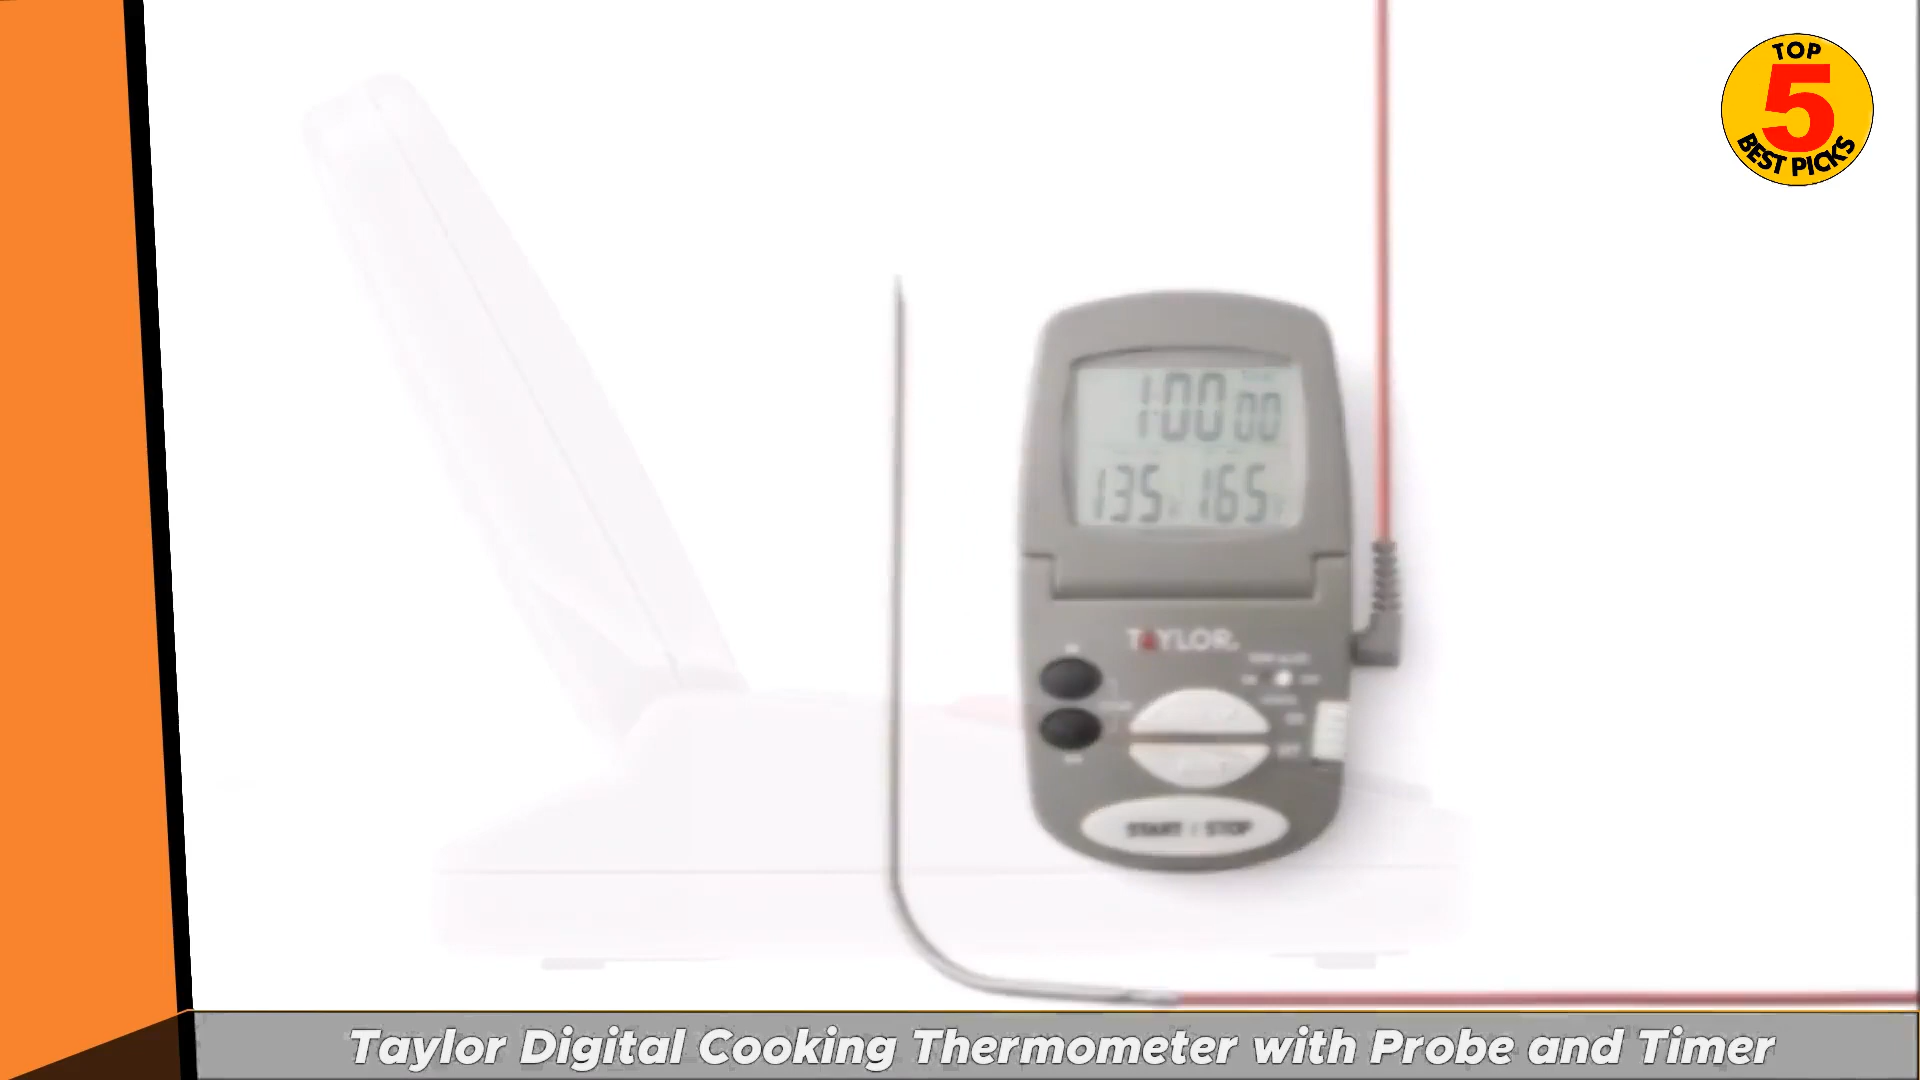 TOP
5
BEST PICKS
1:00 00
135 165
TAYLOR
START / STOP
Taylor Digital Cooking Thermometer with Probe and Timer